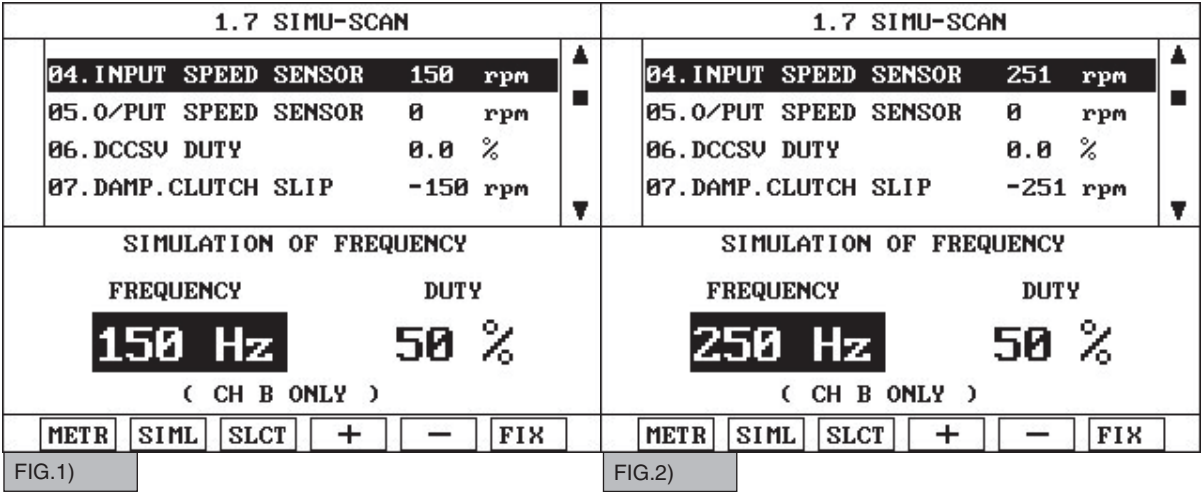 1.7 SIMU-SCAN
04.INPUT SPEED SENSOR 150 rpm
05.O/PUT SPEED SENSOR 0 rpm
06.DCCSV DUTY 0.0 %
07.DAMP.CLUTCH SLIP -150 rpm
SIMULATION OF FREQUENCY
FREQUENCY DUTY
150 Hz 50 %
( CH B ONLY )
METR SIML SLCT + − FIX
FIG.1)
1.7 SIMU-SCAN
04.INPUT SPEED SENSOR 251 rpm
05.O/PUT SPEED SENSOR 0 rpm
06.DCCSV DUTY 0.0 %
07.DAMP.CLUTCH SLIP -251 rpm
SIMULATION OF FREQUENCY
FREQUENCY DUTY
250 Hz 50 %
( CH B ONLY )
METR SIML SLCT + − FIX
FIG.2)